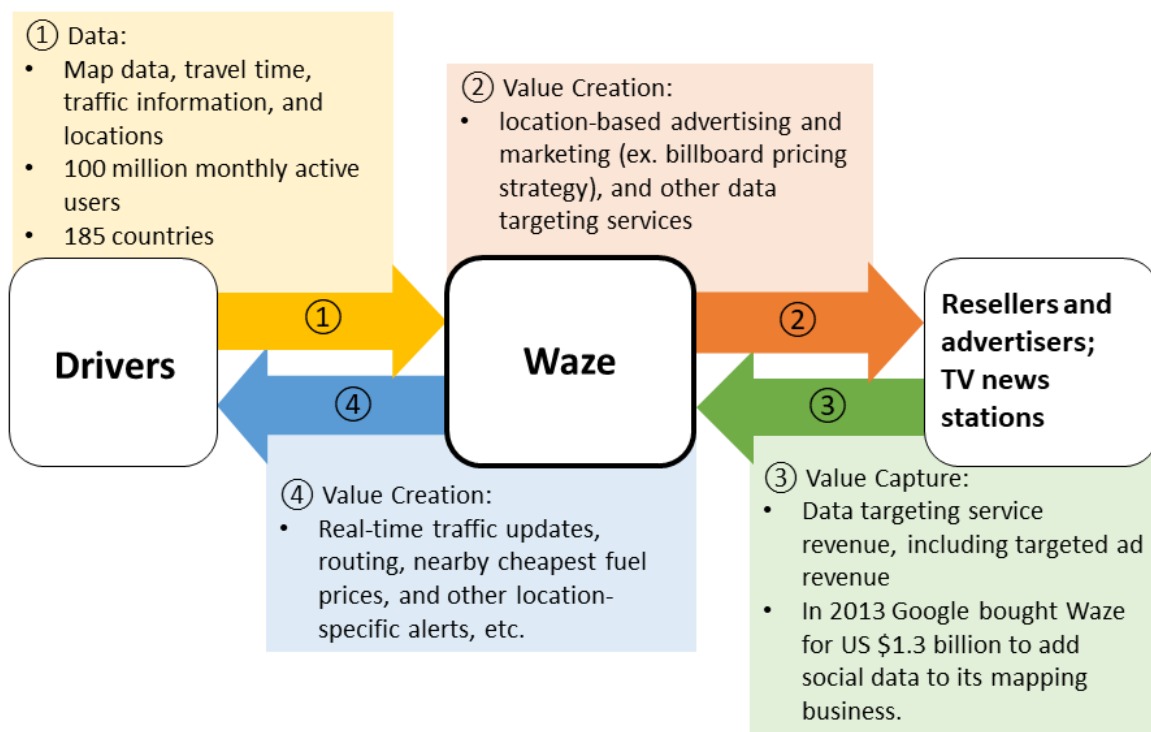 ① Data:
• Map data, travel time,
traffic information, and
locations
• 100 million monthly active
users
• 185 countries
② Value Creation:
• location-based advertising and
marketing (ex. billboard pricing
strategy), and other data
targeting services
Drivers
①
Waze
②
Resellers and
advertisers;
TV news
stations
④
③
④ Value Creation:
• Real-time traffic updates,
routing, nearby cheapest fuel
prices, and other location-
specific alerts, etc.
③ Value Capture:
• Data targeting service
revenue, including targeted ad
revenue
• In 2013 Google bought Waze
for US $1.3 billion to add
social data to its mapping
business.